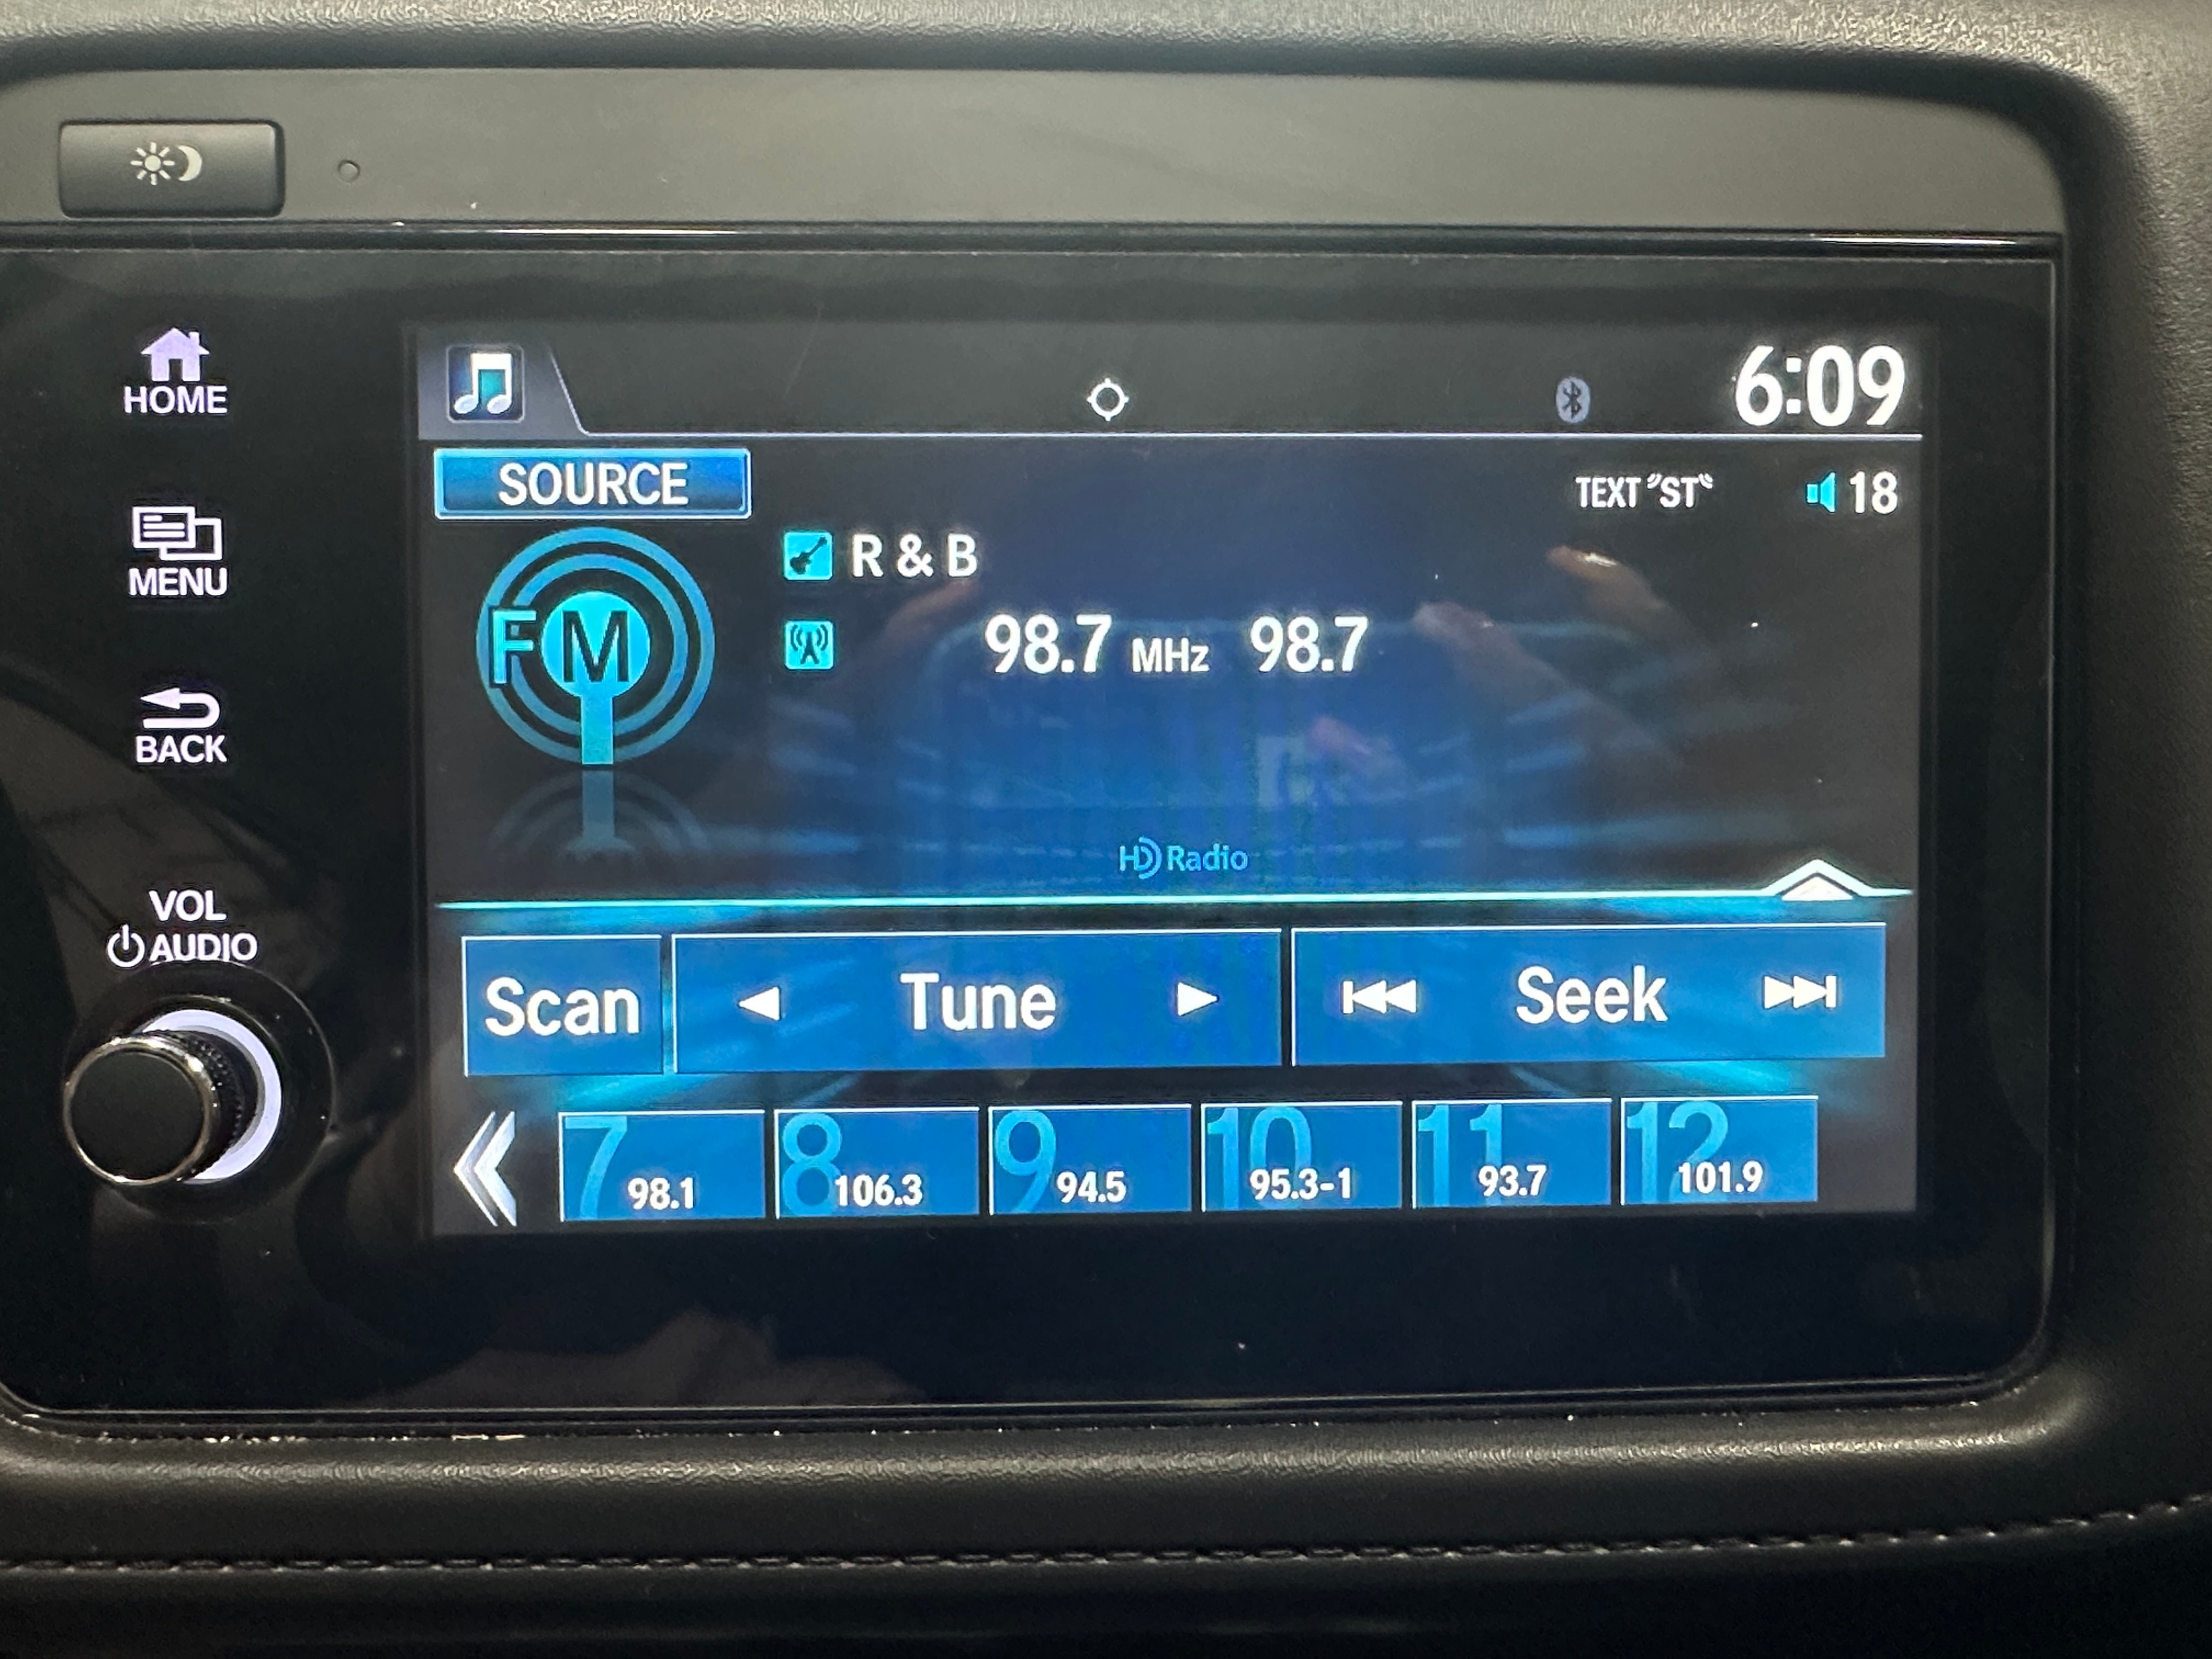 HOME
MENU
BACK
VOL
AUDIO
6:09
SOURCE
TEXT "ST"
18
FM
R & B
98.7 MHz 98.7
HD Radio
Scan
Tune
Seek
7 98.1
8 106.3
9 94.5
10 95.3-1
11 93.7
12 101.9